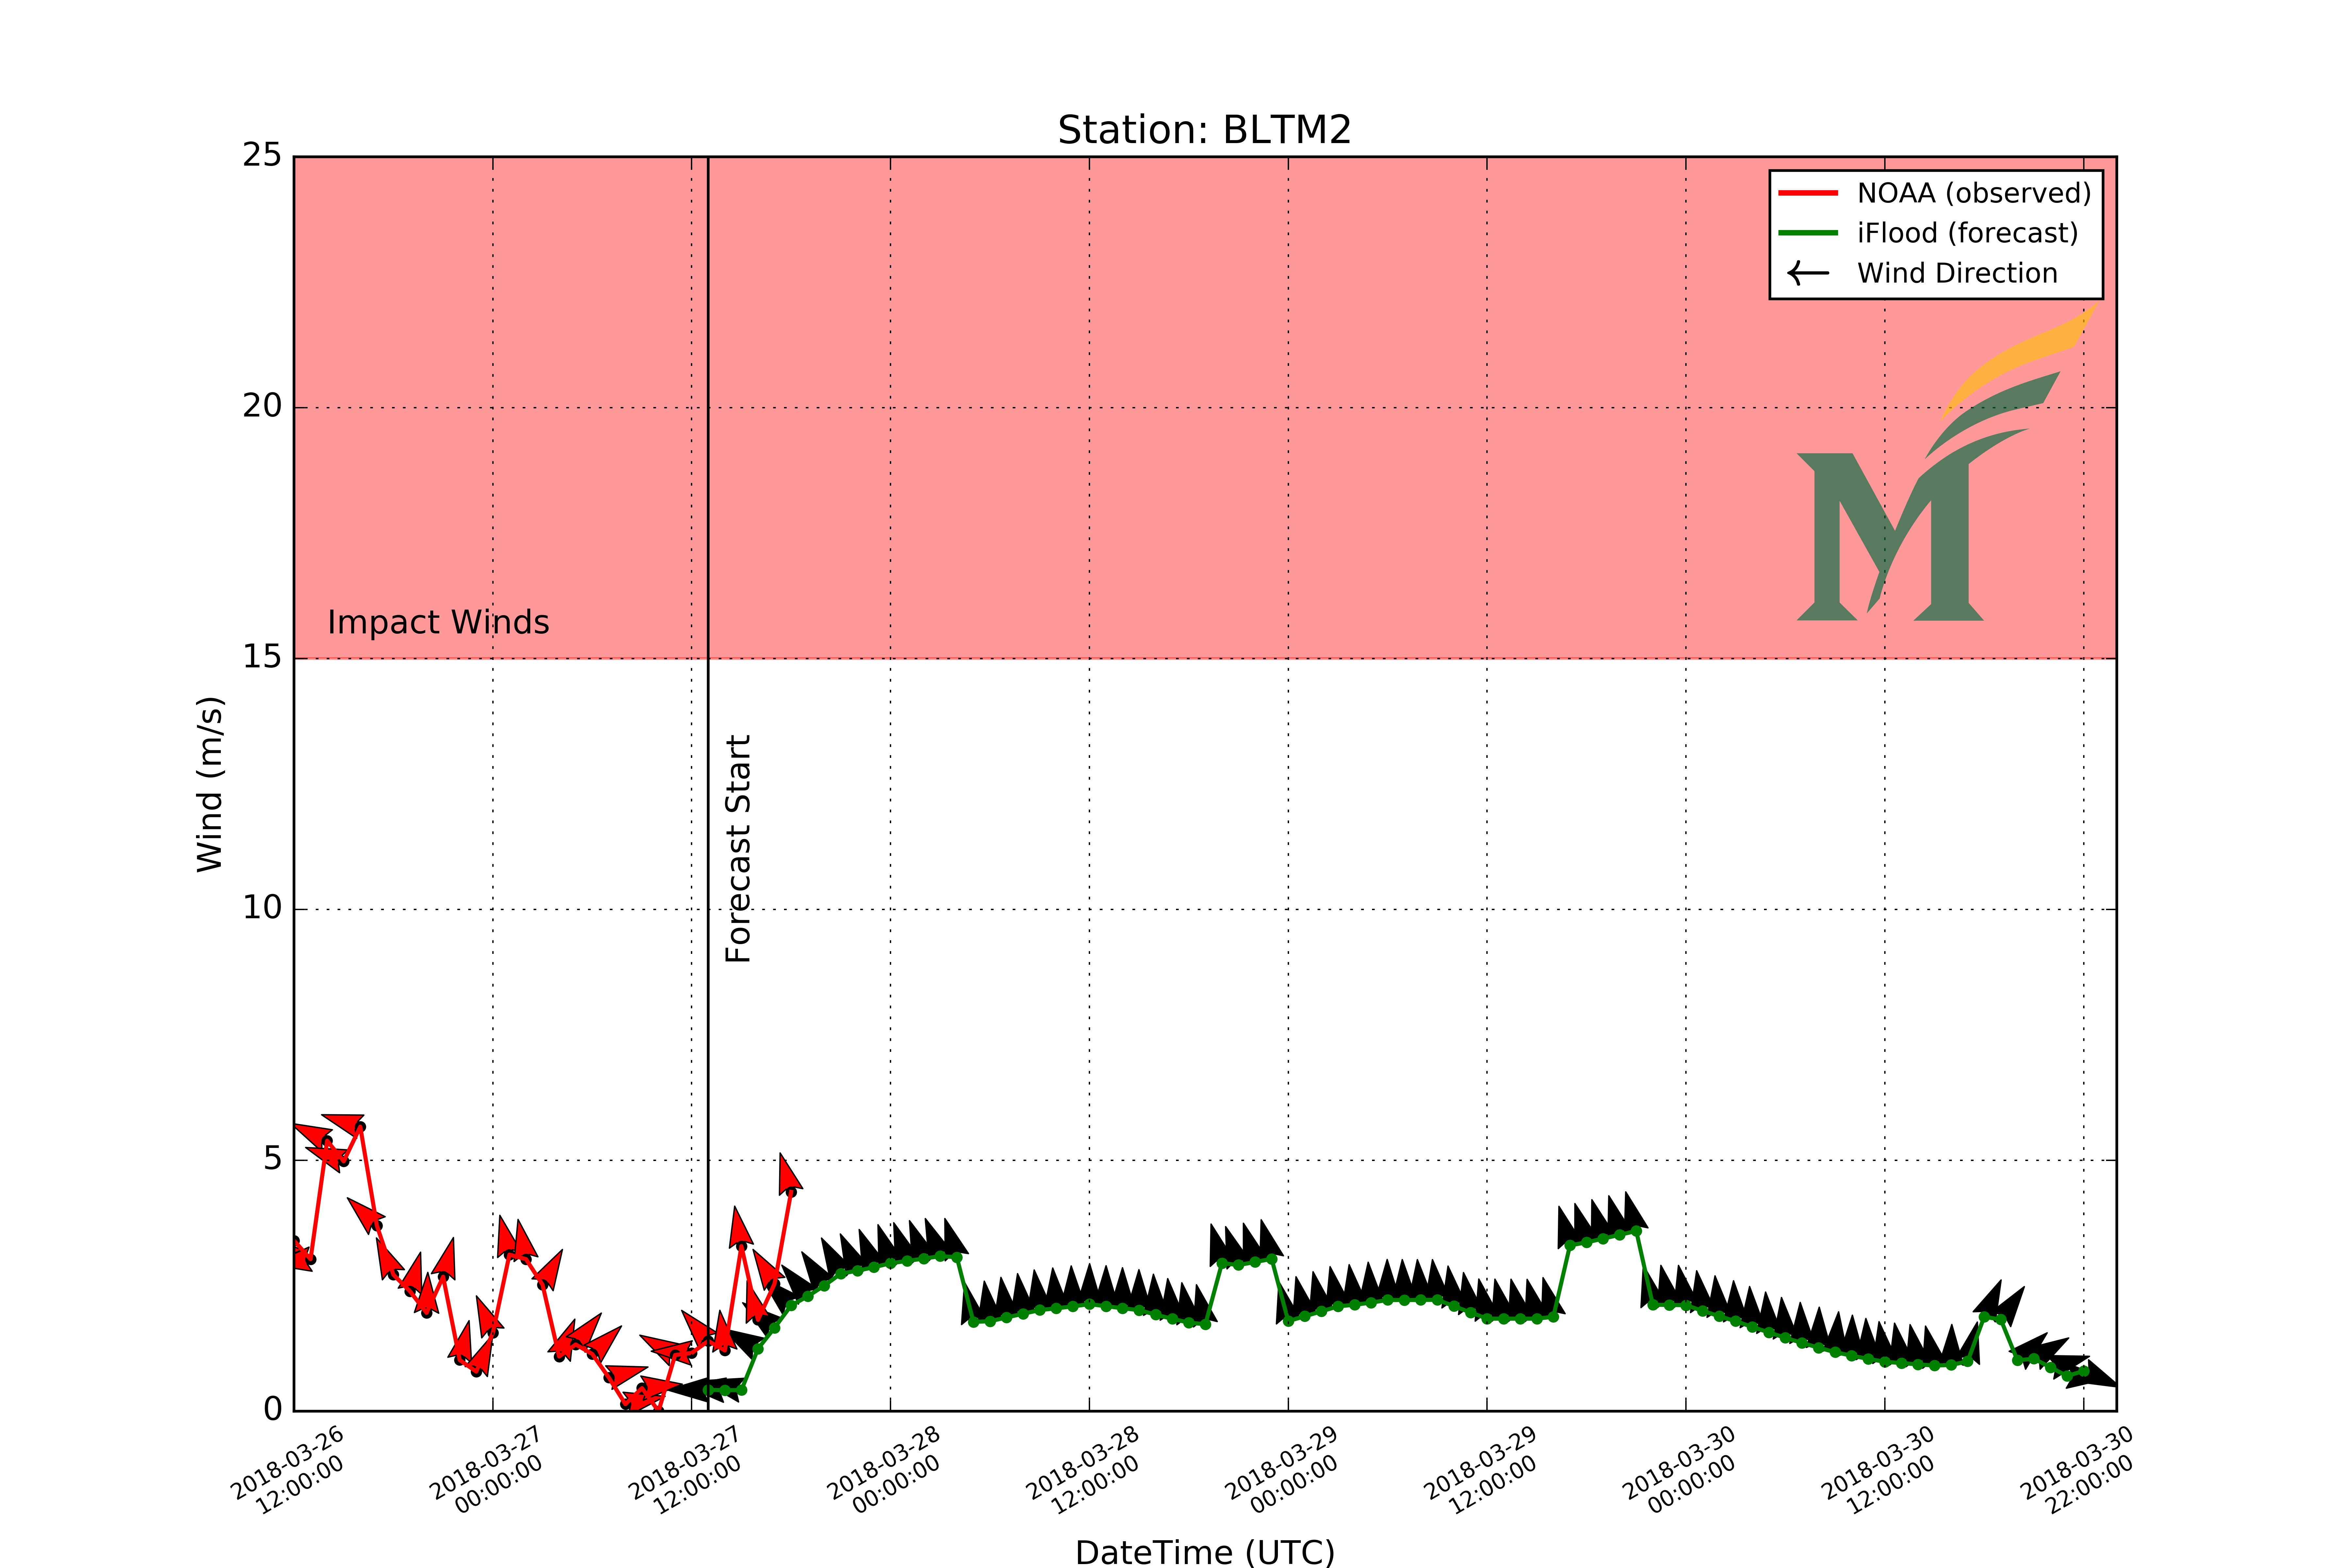 Station: BLTM2
25
20
15
10
5
0
Wind (m/s)
NOAA (observed)
iFlood (forecast)
Wind Direction
M
Impact Winds
Forecast Start
2018-03-26
12:00:00
2018-03-27
00:00:00
2018-03-27
12:00:00
2018-03-28
00:00:00
2018-03-28
12:00:00
2018-03-29
00:00:00
2018-03-29
12:00:00
2018-03-30
00:00:00
2018-03-30
12:00:00
2018-03-30
22:00:00
DateTime (UTC)